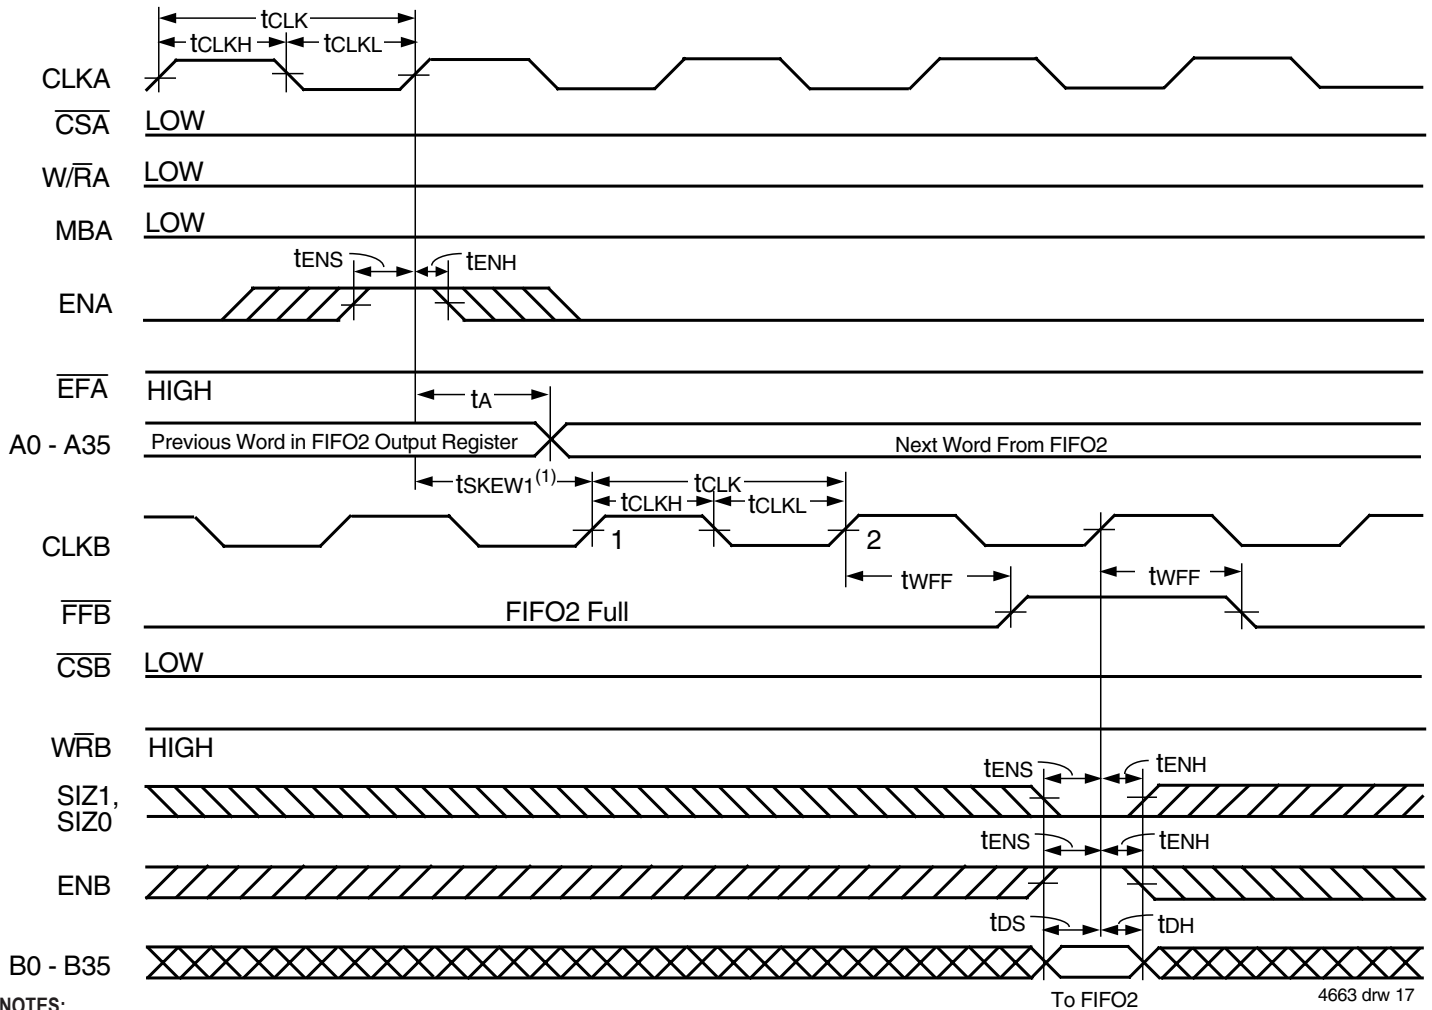 tCLK
tCLKH tCLKL
CLKA
CSA LOW
W/RA LOW
MBA LOW
tENS tENH
ENA
EFA HIGH
tA
A0 - A35 Previous Word in FIFO2 Output Register Next Word From FIFO2
tSKEW1(1) tCLK
tCLKH tCLKL
CLKB 1 2
tWFF tWFF
FFB FIFO2 Full
CSB LOW
WRB HIGH
tENS tENH
SIZ1,
SIZ0
tENS tENH
ENB
tDS tDH
B0 - B35
To FIFO2 4663 drw 17
NOTES: